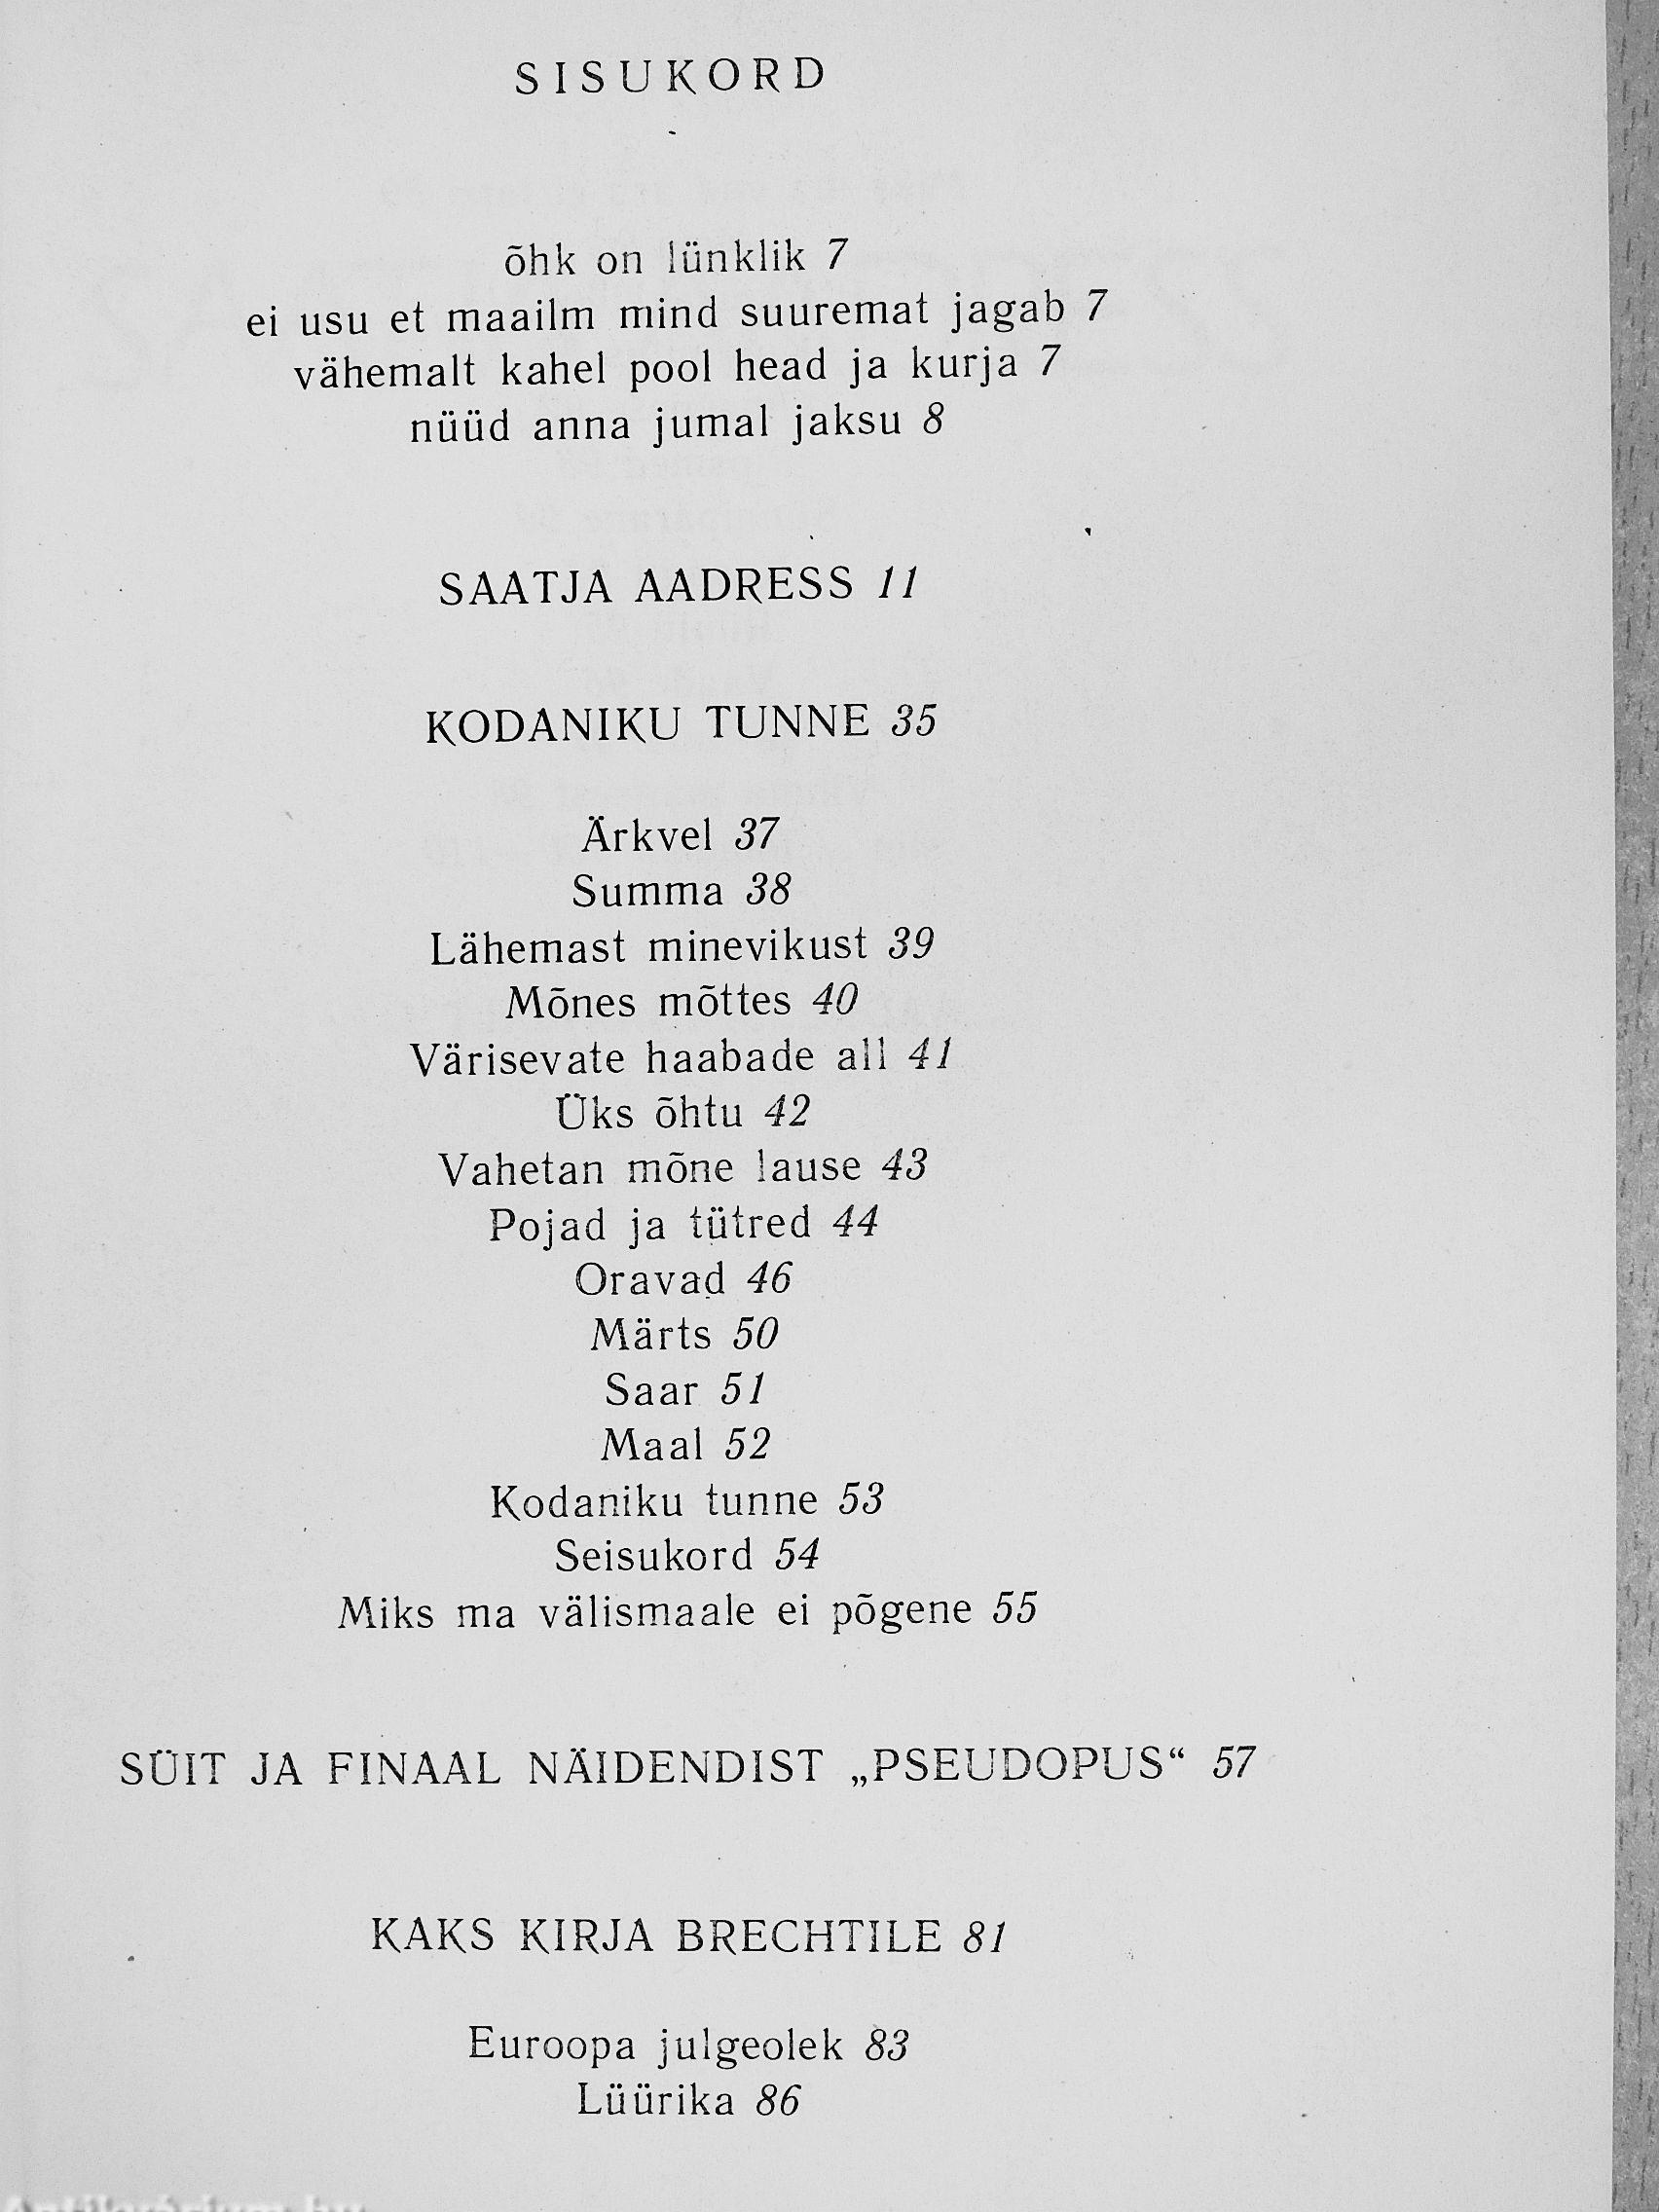 SISUKORD
õhk on lünklik 7
ei usu et maailm mind suuremat jagab 7
vähemalt kahel pool head ja kurja 7
nüüd anna jumal jaksu 8
SAATJA AADRESS 11
KODANIKU TUNNE 35
Ärkvel 37
Summa 38
Lähemast minevikust 39
Mõnes mõttes 40
Värisevate haabade all 41
Üks õhtu 42
Vahetan mõne lause 43
Pojad ja tütred 44
Oravad 46
Märts 50
Saar 51
Maal 52
Kodaniku tunne 53
Seisukord 54
Miks ma välismaale ei põgene 55
SÜIT JA FINAAL NÄIDENDIST „PSEUDOPUS“ 57
KAKS KIRJA BRECHTILE 81
Euroopa julgeolek 83
Lüürika 86